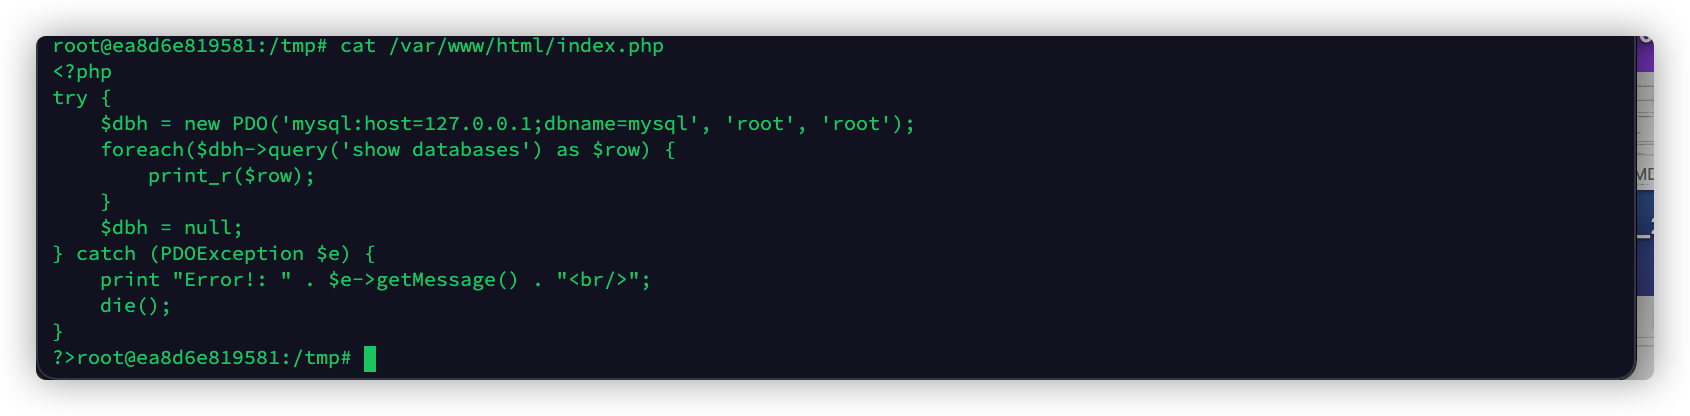 root@ea8d6e819581:/tmp# cat /var/www/html/index.php
<?php
try {
    $dbh = new PDO('mysql:host=127.0.0.1;dbname=mysql', 'root', 'root');
    foreach($dbh->query('show databases') as $row) {
        print_r($row);
    }
    $dbh = null;
} catch (PDOException $e) {
    print "Error!: " . $e->getMessage() . "<br/>";
    die();
}
?>root@ea8d6e819581:/tmp#